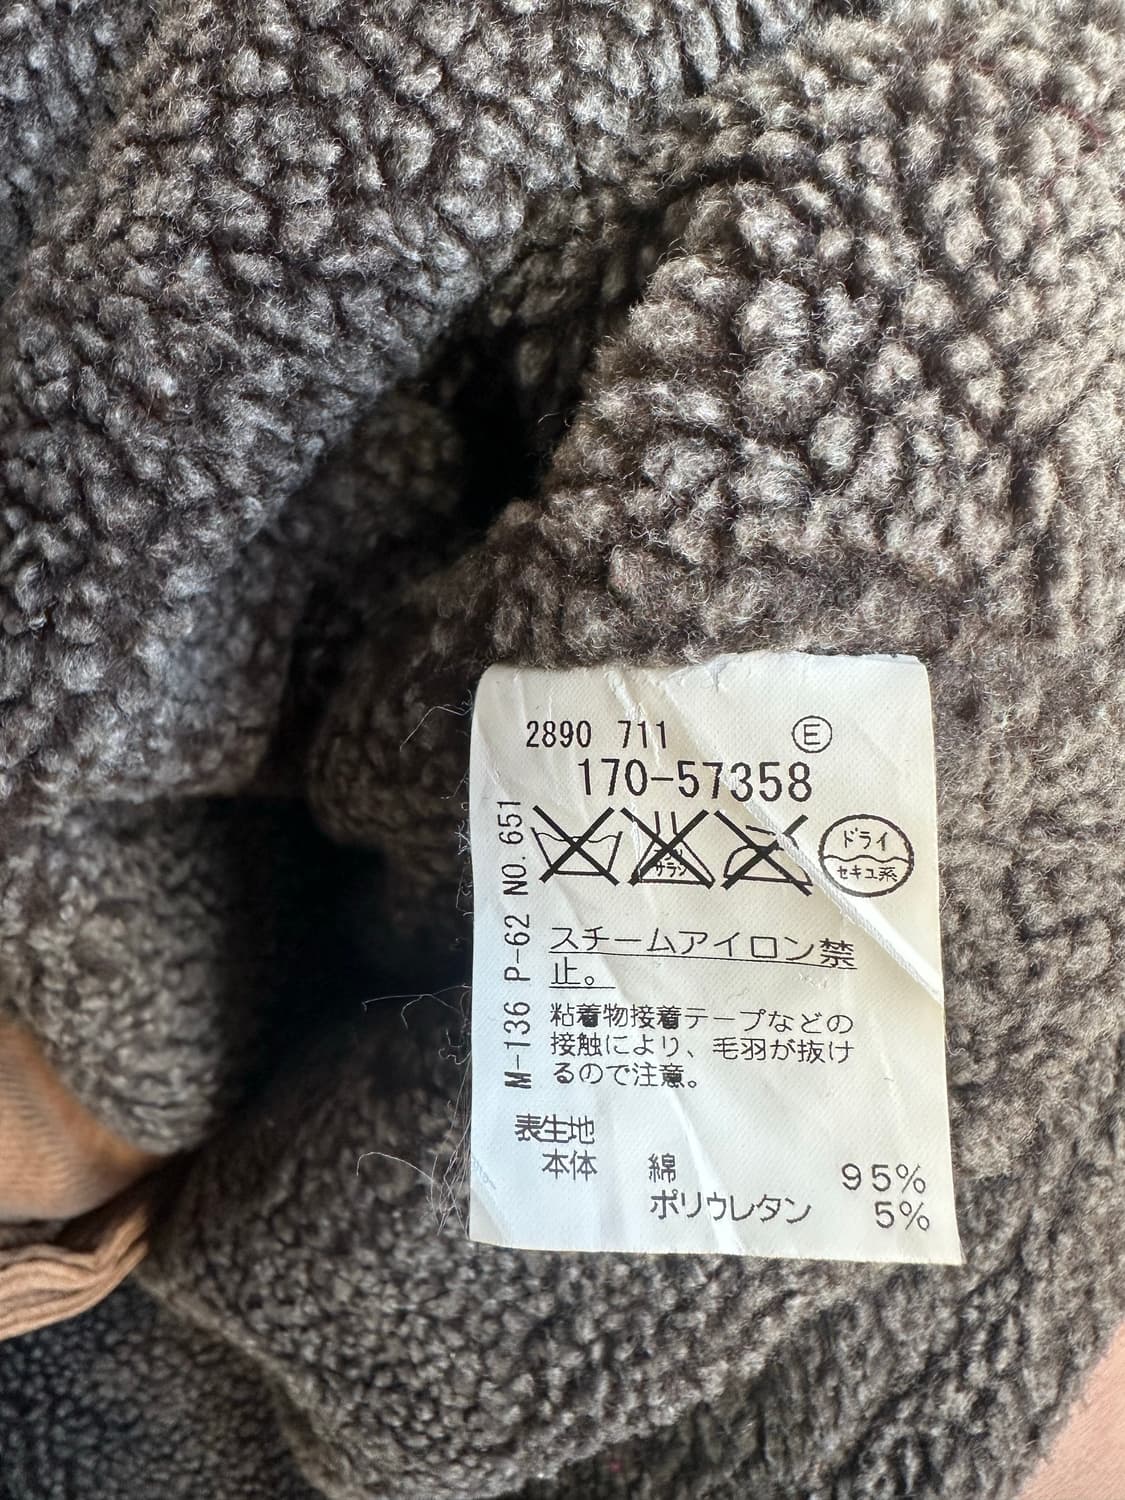 2890 711 Ⓔ
170-57358
サラン
ドライ
セキユ系
M-136 P-62 NO.651
スチームアイロン禁
止。
粘着物接着テープなどの
接触により、毛羽が抜け
るので注意。
表生地
本体 綿 95%
ポリウレタン 5%